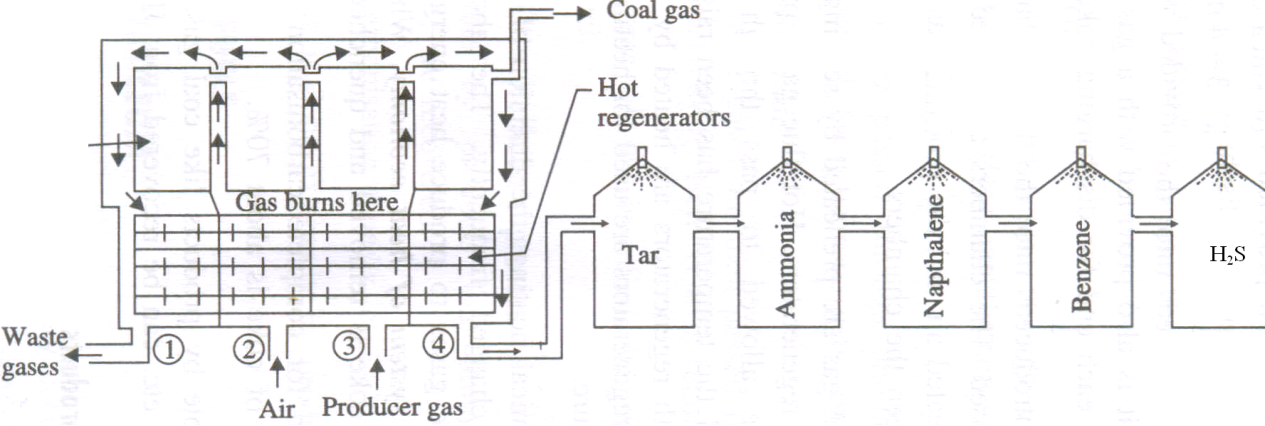 Coal gas
Hot
regenerators
Gas burns here
Tar
Ammonia
Napthalene
Benzene
H₂S
Waste
gases
① ② ③ ④
Air
Producer gas